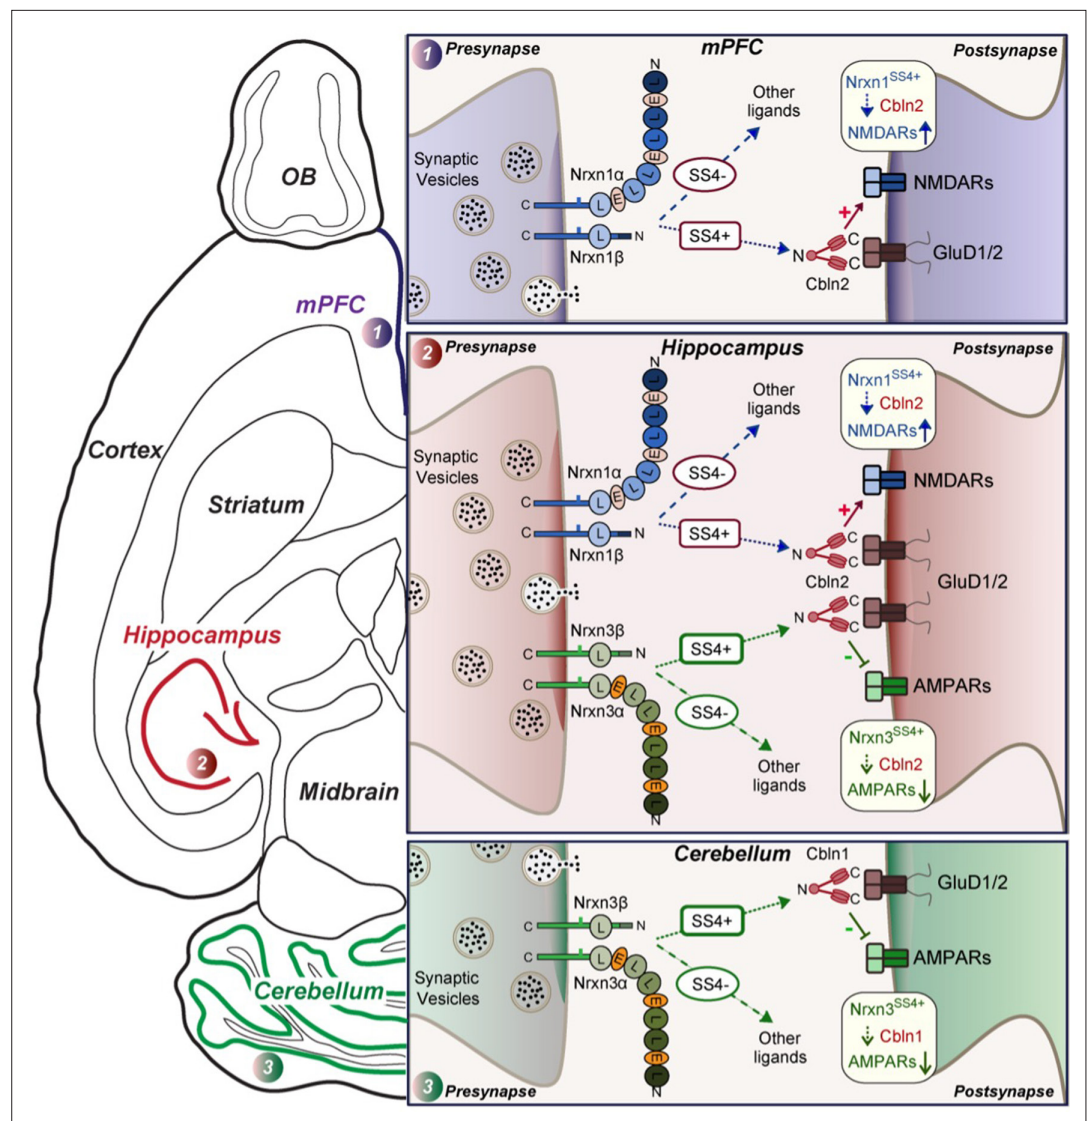 OB
mPFC
1
Cortex
Striatum
Hippocampus
2
Midbrain
Cerebellum
3
1 Presynapse
mPFC
Postsynapse
Synaptic
Vesicles
N
L
E
L
L
E
L
L
E
L
Nrxn1α
C
C
L
N
Nrxn1β
Other
ligands
SS4-
SS4+
Nrxn1SS4+
Cbln2
NMDARs
NMDARs
+
N
C
C
Cbln2
GluD1/2
2 Presynapse
Hippocampus
Postsynapse
Synaptic
Vesicles
N
L
E
L
L
E
L
L
E
L
Nrxn1α
C
C
L
N
Nrxn1β
Other
ligands
SS4-
SS4+
Nrxn1SS4+
Cbln2
NMDARs
NMDARs
+
N
C
C
Cbln2
GluD1/2
N
C
C
Nrxn3β
C
L
N
C
L
E
L
L
E
L
L
E
L
N
Nrxn3α
SS4+
SS4-
Other
ligands
-
AMPARs
Nrxn3SS4+
Cbln2
AMPARs
Cerebellum
Cbln1
N
C
C
GluD1/2
Nrxn3β
C
L
N
C
L
E
L
L
E
L
L
E
L
N
Nrxn3α
Synaptic
Vesicles
SS4+
SS4-
Other
ligands
-
AMPARs
Nrxn3SS4+
Cbln1
AMPARs
3 Presynapse
Postsynapse